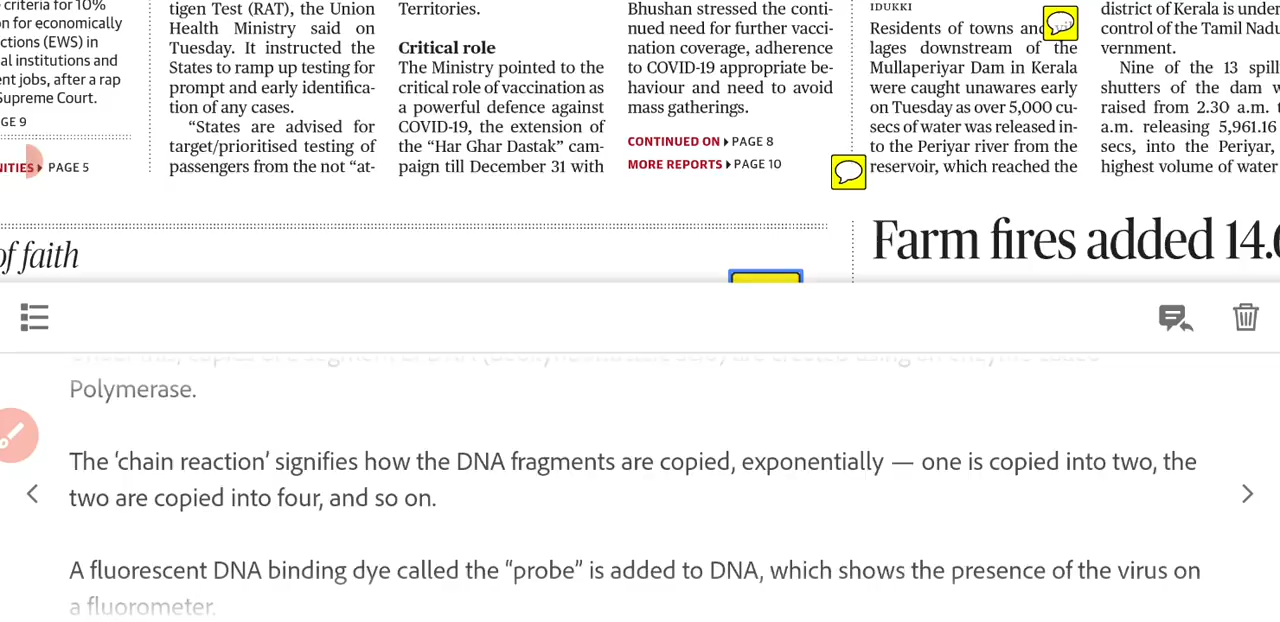 criteria for 10%
on for economically
ctions (EWS) in
al institutions and
ent jobs, after a rap
Supreme Court.
GE 9
NITIES PAGE 5
tigen Test (RAT), the Union
Health Ministry said on
Tuesday. It instructed the
States to ramp up testing for
prompt and early identifica-
tion of any cases.
“States are advised for
target/prioritised testing of
passengers from the not “at-
Territories.
Critical role
The Ministry pointed to the
critical role of vaccination as
a powerful defence against
COVID-19, the extension of
the “Har Ghar Dastak” cam-
paign till December 31 with
Bhushan stressed the conti-
nued need for further vacci-
nation coverage, adherence
to COVID-19 appropriate be-
haviour and need to avoid
mass gatherings.
CONTINUED ON PAGE 8
MORE REPORTS PAGE 10
IDUKKI
Residents of towns and
lages downstream of the
Mullaperiyar Dam in Kerala
were caught unawares early
on Tuesday as over 5,000 cu-
secs of water was released in-
to the Periyar river from the
reservoir, which reached the
district of Kerala is under
control of the Tamil Nadu
vernment.
Nine of the 13 spill
shutters of the dam w
raised from 2.30 a.m. t
a.m. releasing 5,961.16
secs, into the Periyar,
highest volume of water
of faith
Farm fires added 14.
Polymerase.
The ‘chain reaction’ signifies how the DNA fragments are copied, exponentially — one is copied into two, the
two are copied into four, and so on.
A fluorescent DNA binding dye called the “probe” is added to DNA, which shows the presence of the virus on
a fluorometer.